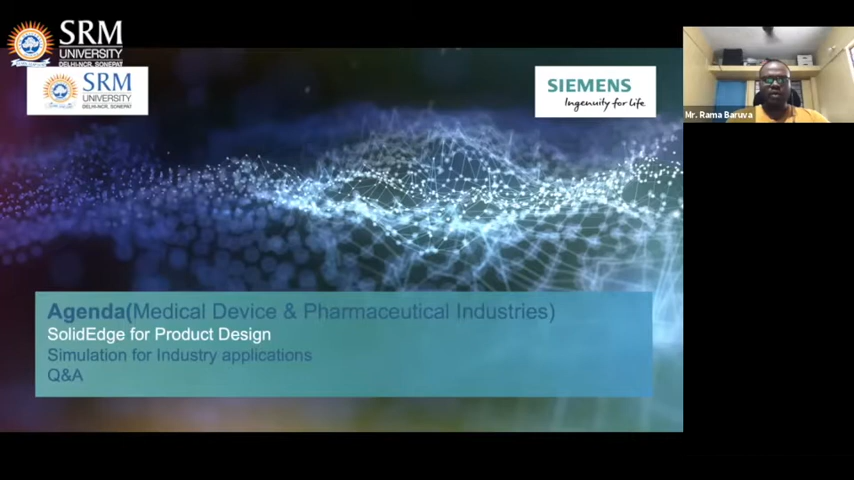 SRM
UNIVERSITY
DELHI-NCR, SONEPAT
SRM
UNIVERSITY
DELHI-NCR, SONEPAT
SIEMENS
Ingenuity for life
Mr. Rama Baruva
Agenda(Medical Device & Pharmaceutical Industries)
SolidEdge for Product Design
Simulation for Industry applications
Q&A